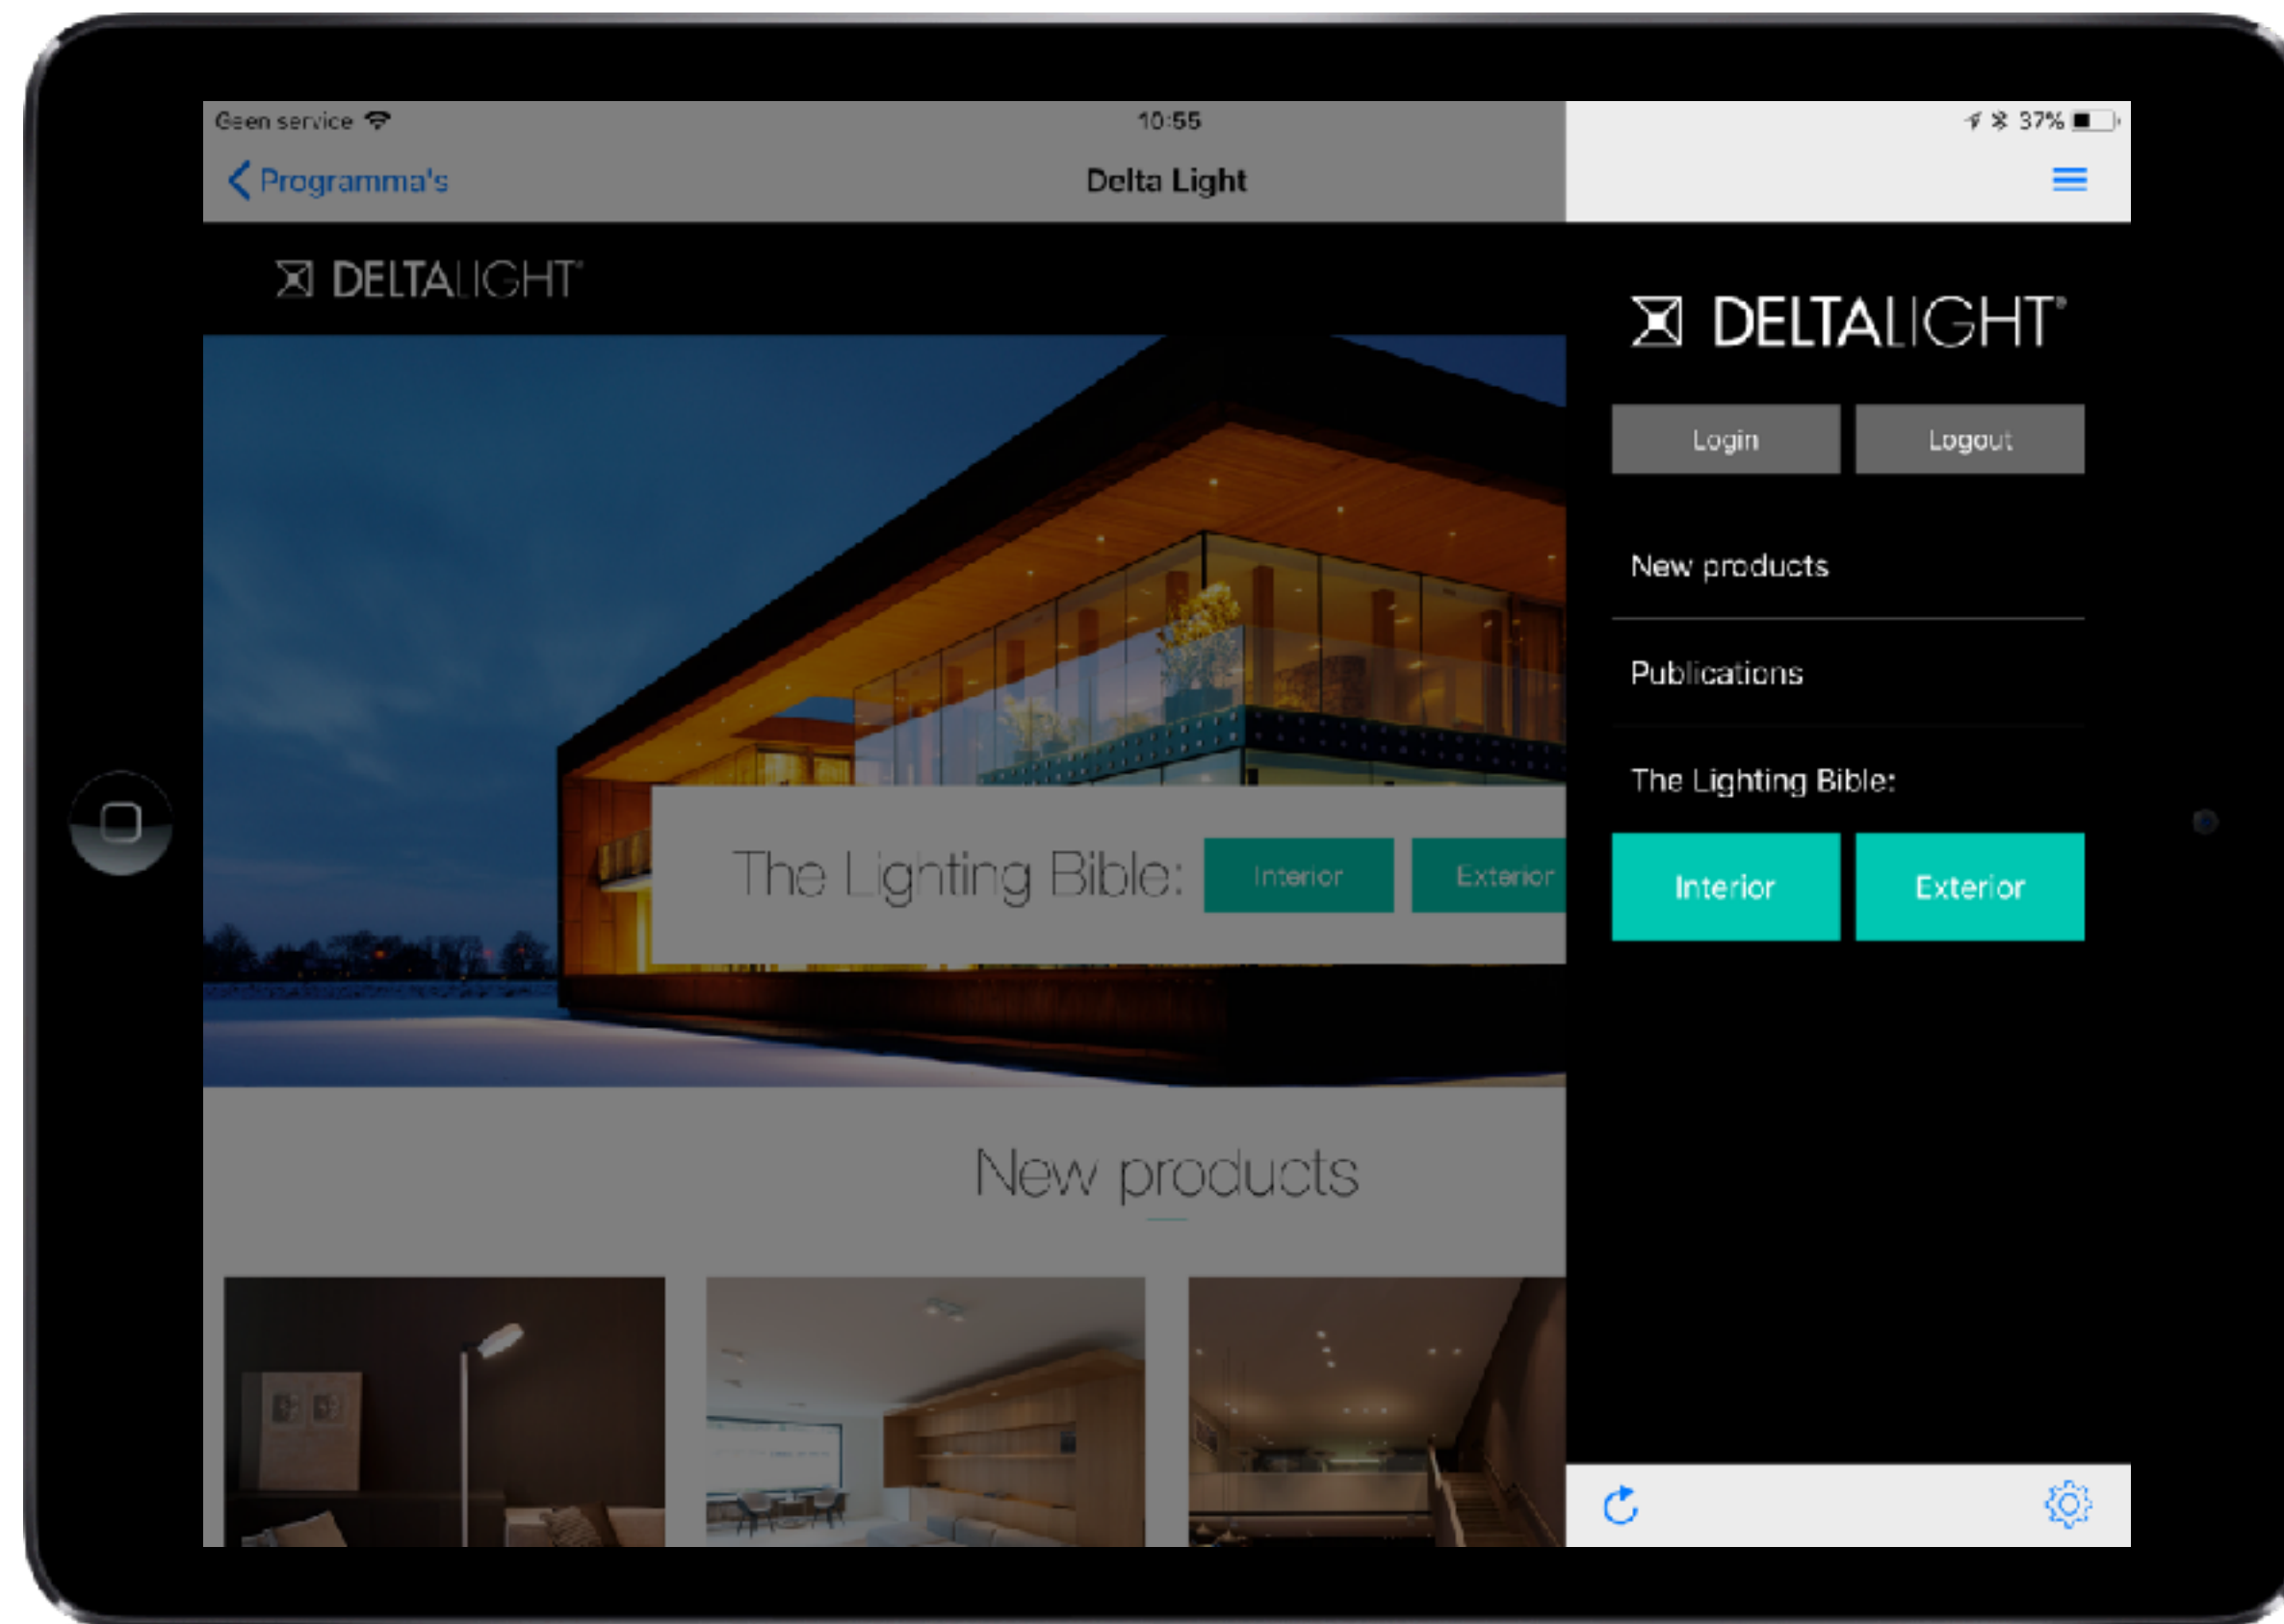 Geen service
10:55
37%
Programma's
Delta Light
DELTALIGHT®
The Lighting Bible:
Interior
Exterior
New products
DELTALIGHT®
Login
Logout
New products
Publications
The Lighting Bible:
Interior
Exterior